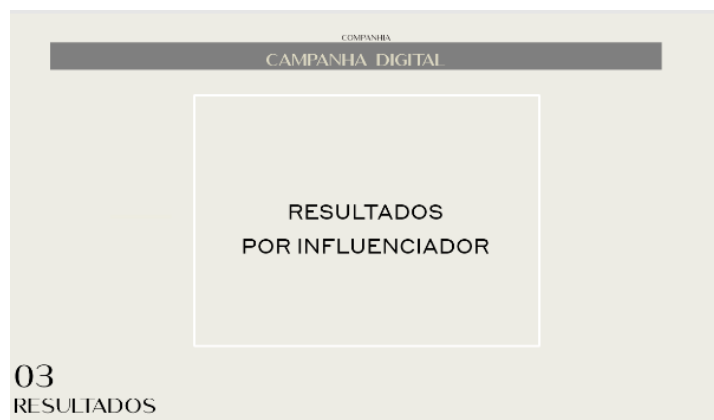 COMPANHIA
CAMPANHA DIGITAL
RESULTADOS
POR INFLUENCIADOR
03
RESULTADOS